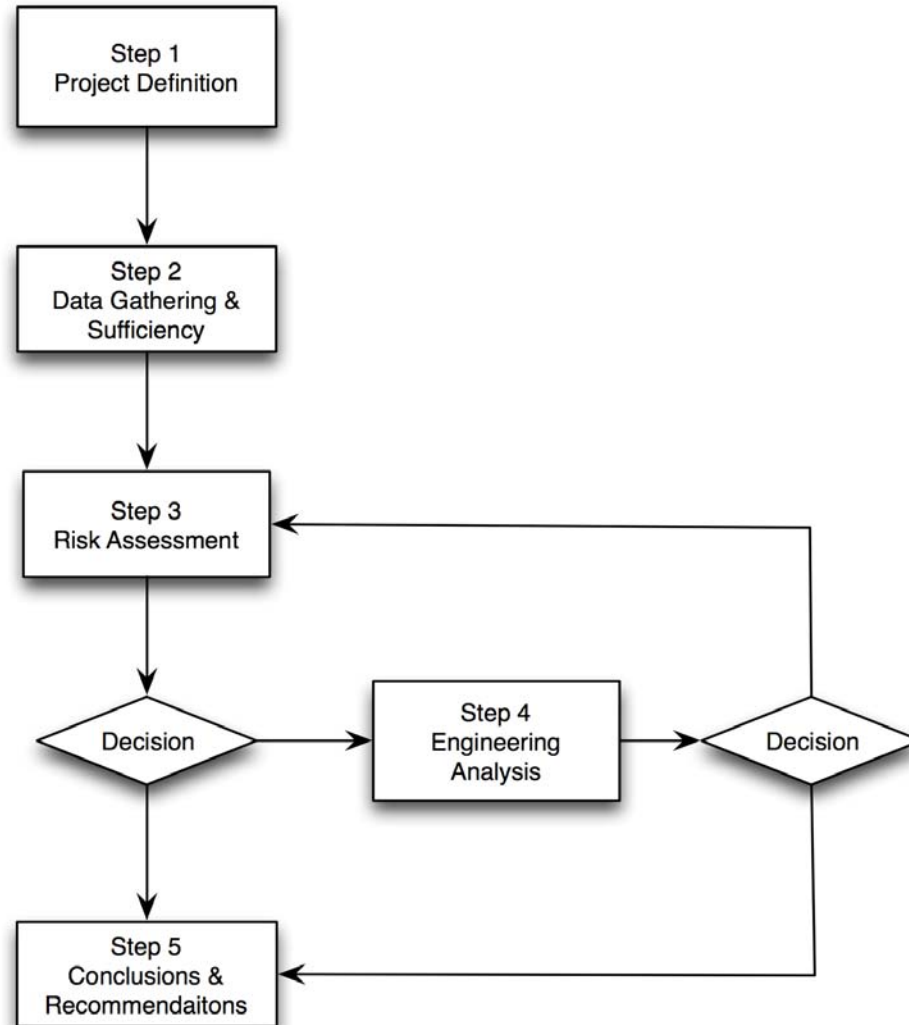 Step 1
Project Definition
Step 2
Data Gathering &
Sufficiency
Step 3
Risk Assessment
Decision
Step 4
Engineering
Analysis
Decision
Step 5
Conclusions &
Recommendaitons